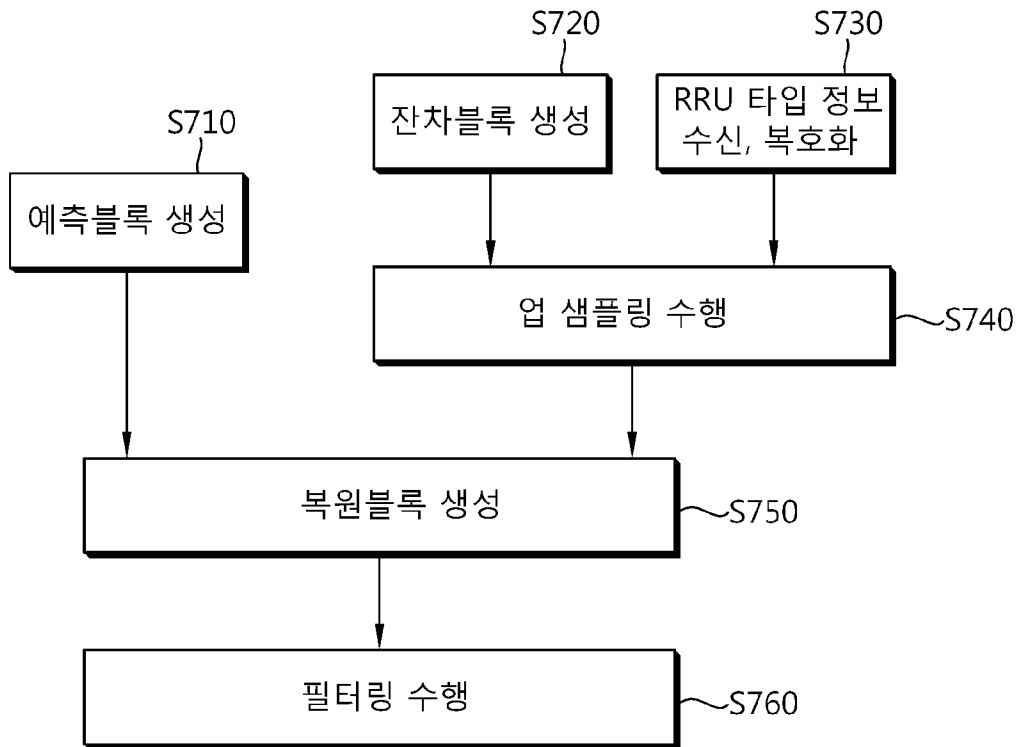 S720
S730
S710
잔차블록 생성
RRU 타입 정보
수신, 복호화
예측블록 생성
업 샘플링 수행
S740
복원블록 생성
S750
필터링 수행
S760